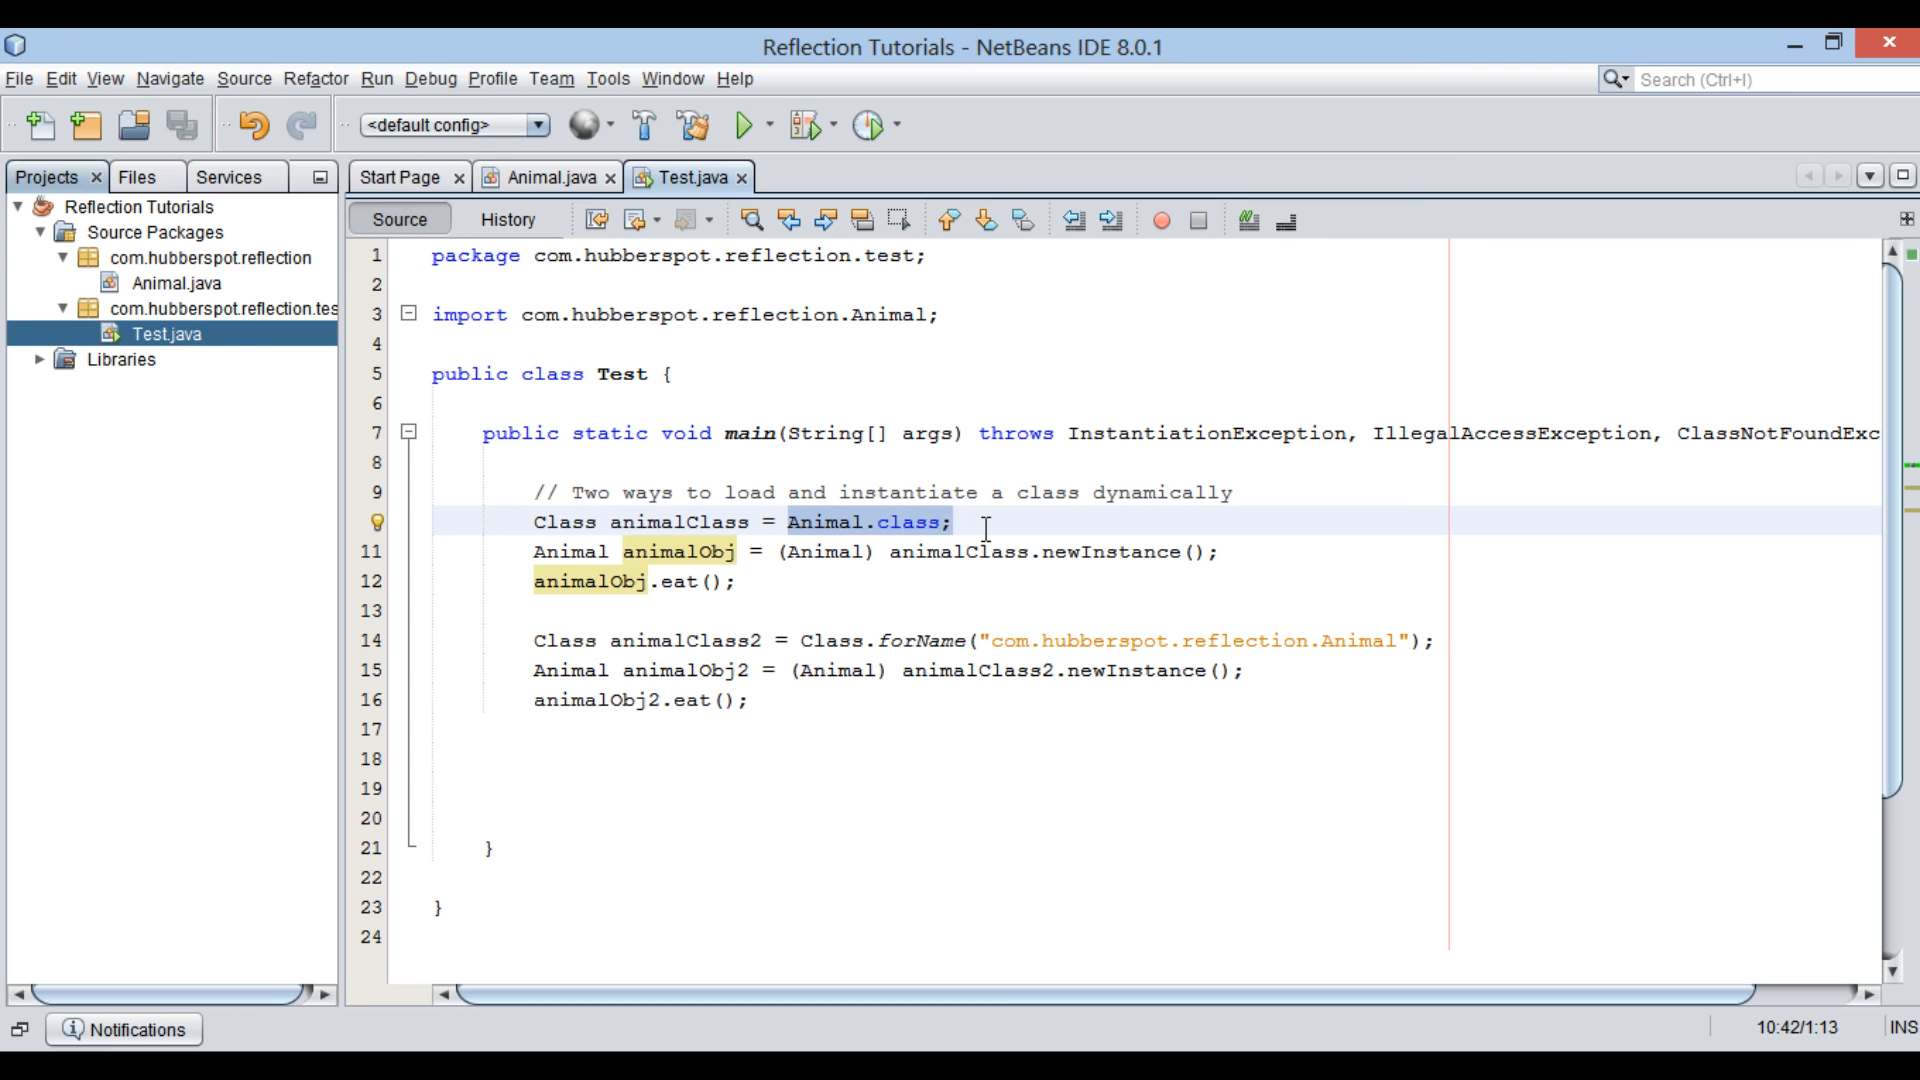 Reflection Tutorials - NetBeans IDE 8.0.1
File Edit View Navigate Source Refactor Run Debug Profile Team Tools Window Help
Search (Ctrl+I)
<default config>
Projects Files Services
Start Page Animal.java Test.java
Reflection Tutorials
Source Packages
com.hubberspot.reflection
Animal.java
com.hubberspot.reflection.tes
Test.java
Libraries
Source History
1 package com.hubberspot.reflection.test;
2
3 import com.hubberspot.reflection.Animal;
4
5 public class Test {
6
7 public static void main(String[] args) throws InstantiationException, IllegalAccessException, ClassNotFoundExc
8
9 // Two ways to load and instantiate a class dynamically
Class animalClass = Animal.class;
11 Animal animalObj = (Animal) animalClass.newInstance();
12 animalObj.eat();
13
14 Class animalClass2 = Class.forName("com.hubberspot.reflection.Animal");
15 Animal animalObj2 = (Animal) animalClass2.newInstance();
16 animalObj2.eat();
17
18
19
20
21 }
22
23 }
24
Notifications
10:42/1:13 INS